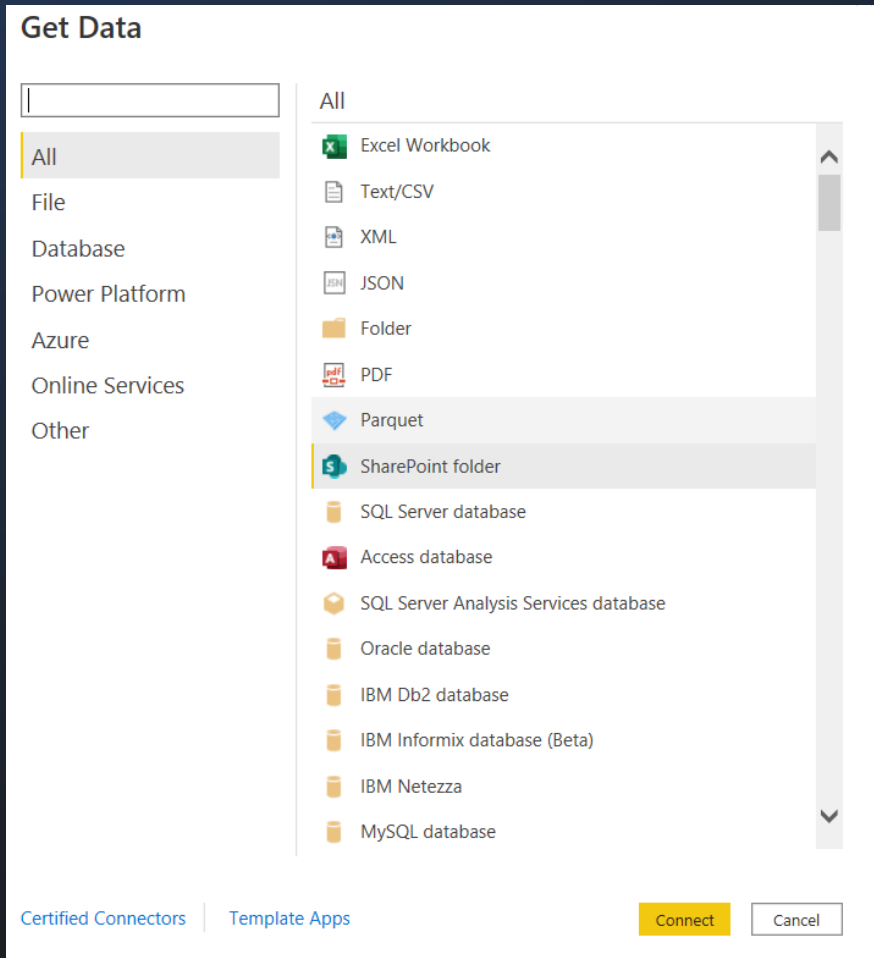 Get Data
All
File
Database
Power Platform
Azure
Online Services
Other
All
Excel Workbook
Text/CSV
XML
JSN JSON
Folder
pdf PDF
Parquet
S SharePoint folder
SQL Server database
A Access database
SQL Server Analysis Services database
Oracle database
IBM Db2 database
IBM Informix database (Beta)
IBM Netezza
MySQL database
Certified Connectors
Template Apps
Connect
Cancel